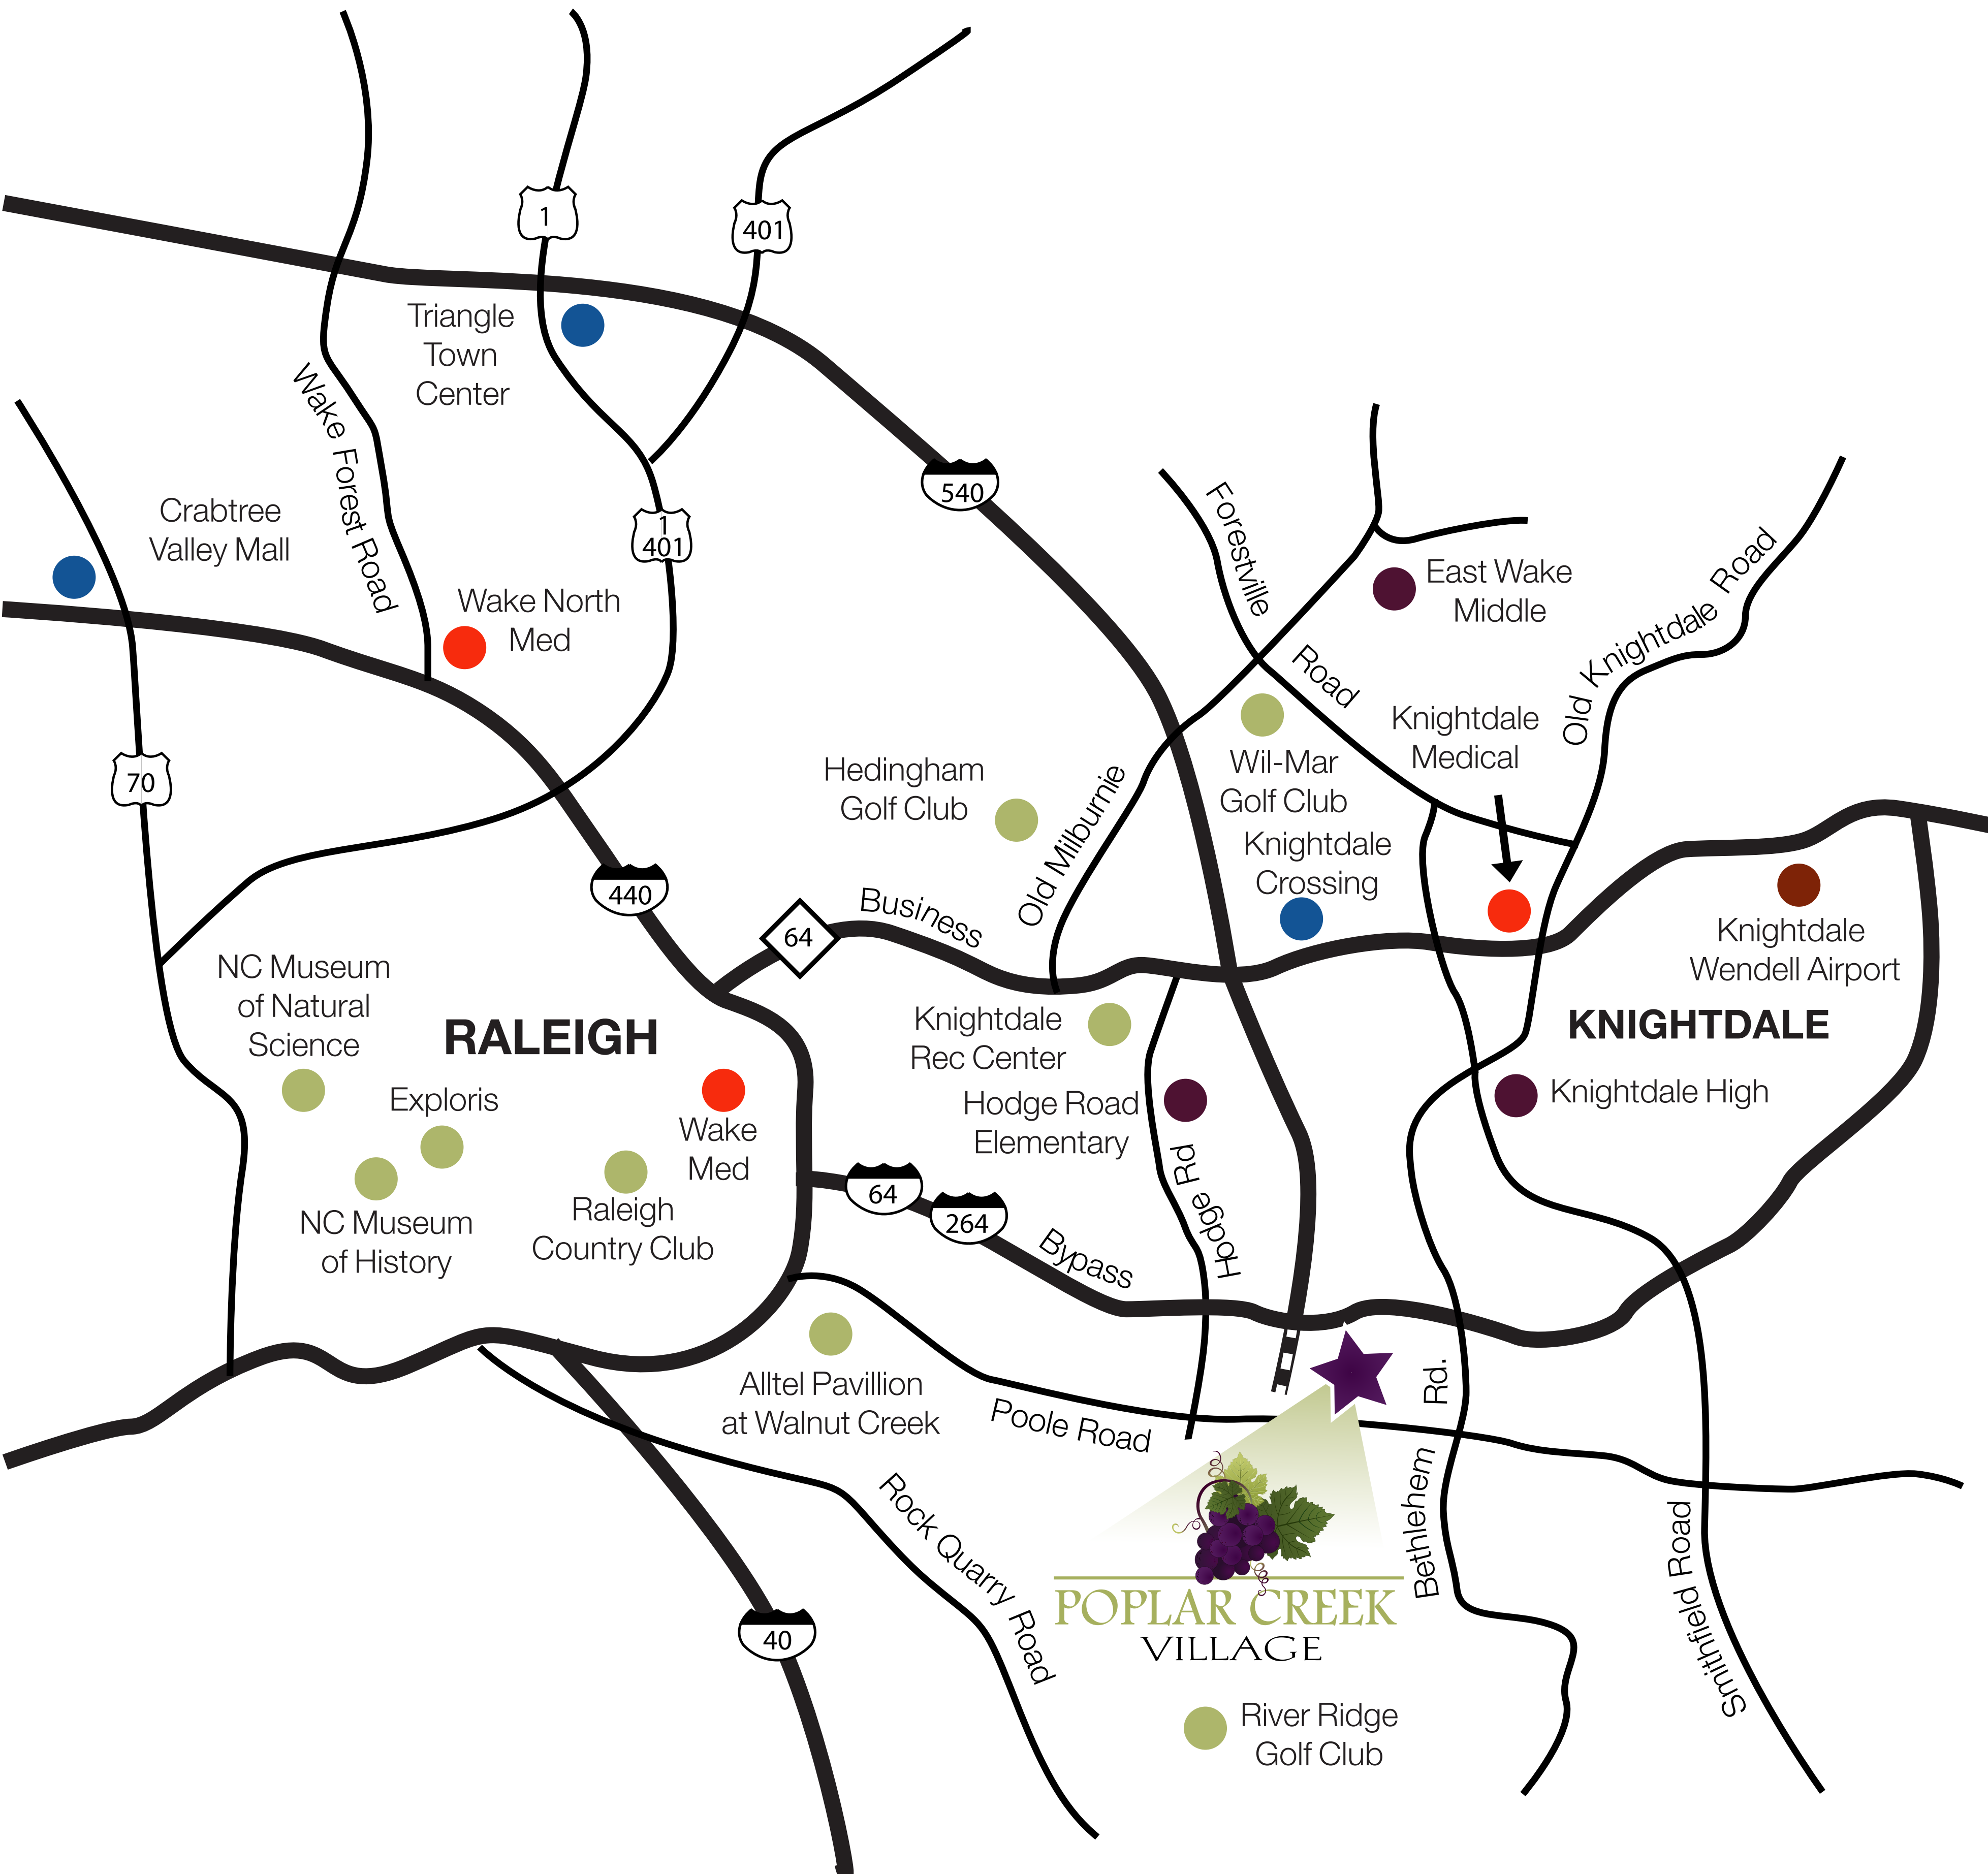 1
401
Triangle
Town
Center
Wake Forest Road
540
1
401
Crabtree
Valley Mall
Wake North
Med
Forestville
Road
East Wake
Middle
Old Knightdale Road
70
Hedingham
Golf Club
Old Milburnie
Wil-Mar
Golf Club
Knightdale
Medical
Knightdale
Crossing
440
64
Business
Knightdale
Wendell Airport
NC Museum
of Natural
Science
RALEIGH
Knightdale
Rec Center
KNIGHTDALE
Exploris
Wake
Med
Hodge Road
Elementary
Knightdale High
NC Museum
of History
Raleigh
Country Club
64
264
Bypass
Hodge Rd
Alltel Pavillion
at Walnut Creek
Poole Road
Bethlehem Rd.
Rock Quarry Road
Smithfield Road
POPLAR CREEK
VILLAGE
40
River Ridge
Golf Club